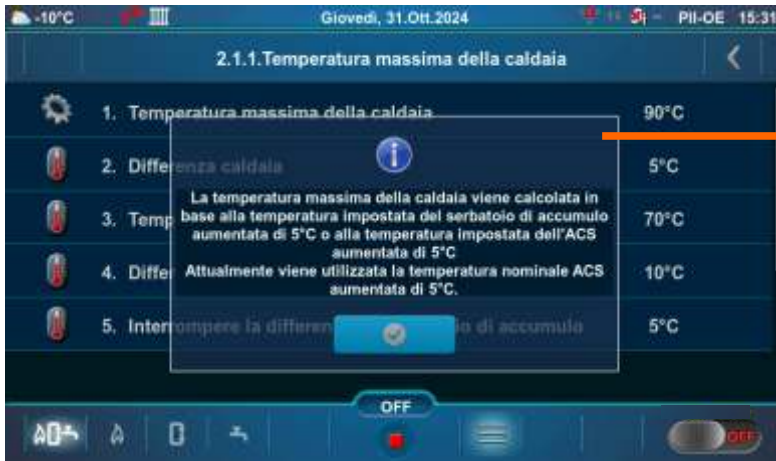 -10°C Giovedì, 31.Ott.2024 PII-OE 15:31
2.1.1.Temperatura massima della caldaia
1. Temperatura massima della caldaia 90°C
2. Differenza caldaia 5°C
La temperatura massima della caldaia viene calcolata in
3. Temp base alla temperatura impostata del serbatoio di accumulo 70°C
aumentata di 5°C o alla temperatura impostata dell'ACS
aumentata di 5°C
4. Differ Attualmente viene utilizzata la temperatura nominale ACS 10°C
aumentata di 5°C.
5. Interrompere la differen io di accumulo 5°C
OFF
OFF